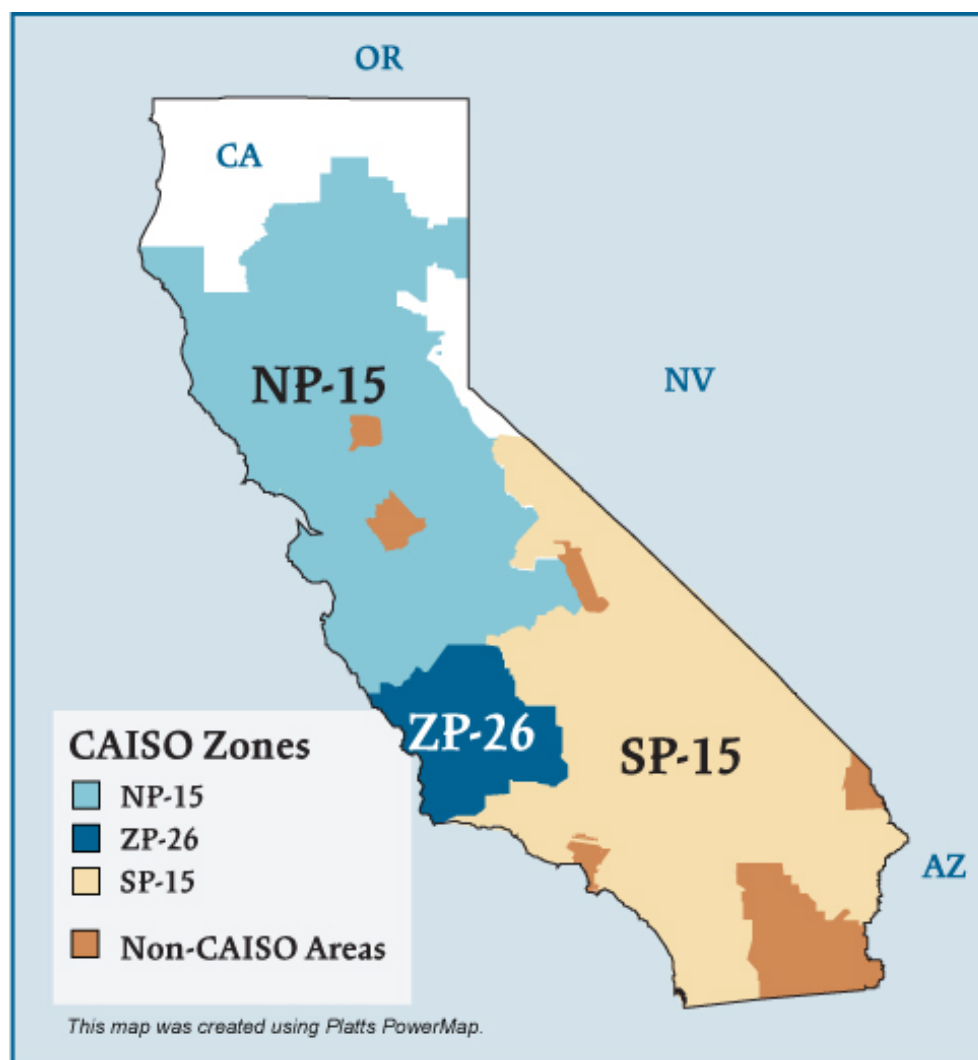 OR
CA
NP-15
NV
ZP-26
SP-15
AZ
CAISO Zones
NP-15
ZP-26
SP-15
Non-CAISO Areas
This map was created using Platts PowerMap.